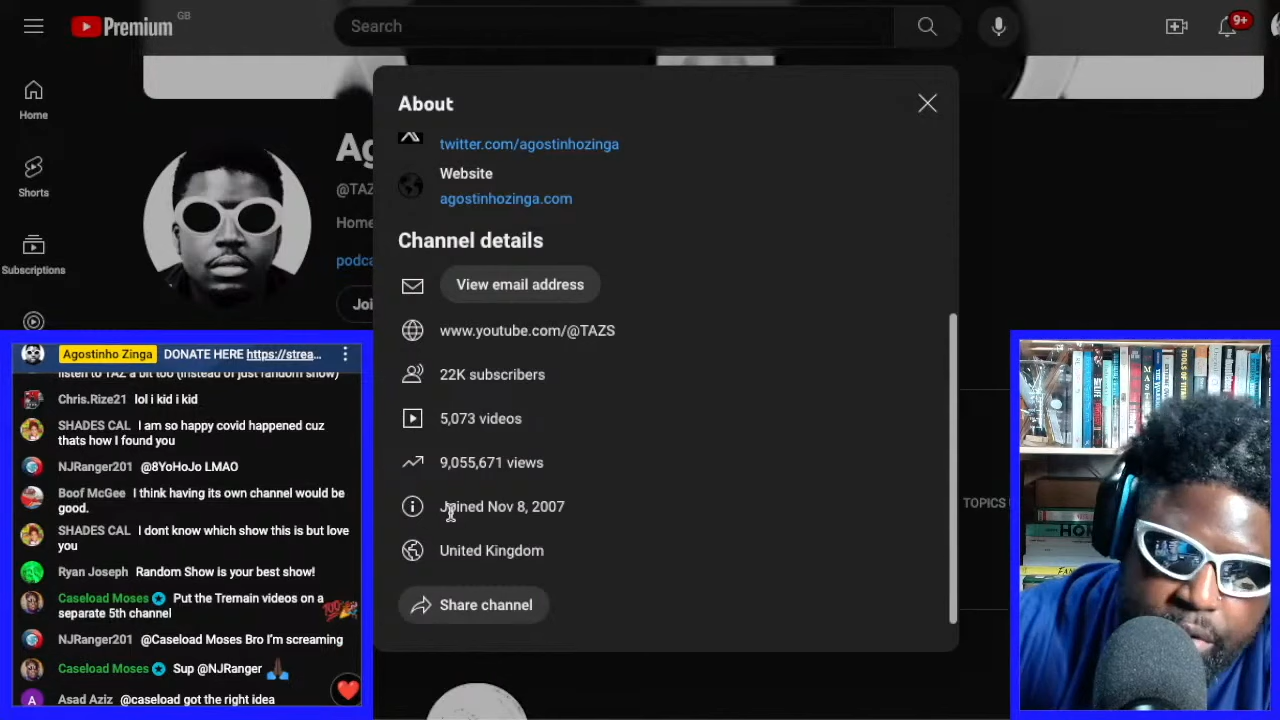 Premium
GB
Search
9+
Home
Shorts
Subscriptions
Ag
@TAZ
Home
podca
Joi
About
twitter.com/agostinhozinga
Website
agostinhozinga.com
Channel details
View email address
www.youtube.com/@TAZS
22K subscribers
5,073 videos
9,055,671 views
Joined Nov 8, 2007
United Kingdom
Share channel
TOPICS
Agostinho Zinga DONATE HERE https://strea...
listen to TAZ a bit too (instead of just random show)
Chris.Rize21 lol i kid i kid
SHADES CAL I am so happy covid happened cuz
thats how I found you
NJRanger201 @8YoHoJo LMAO
Boof McGee I think having its own channel would be
good.
SHADES CAL I dont know which show this is but love
you
Ryan Joseph Random Show is your best show!
Caseload Moses Put the Tremain videos on a
separate 5th channel
NJRanger201 @Caseload Moses Bro I'm screaming
Caseload Moses Sup @NJRanger
A Asad Aziz @caseload got the right idea